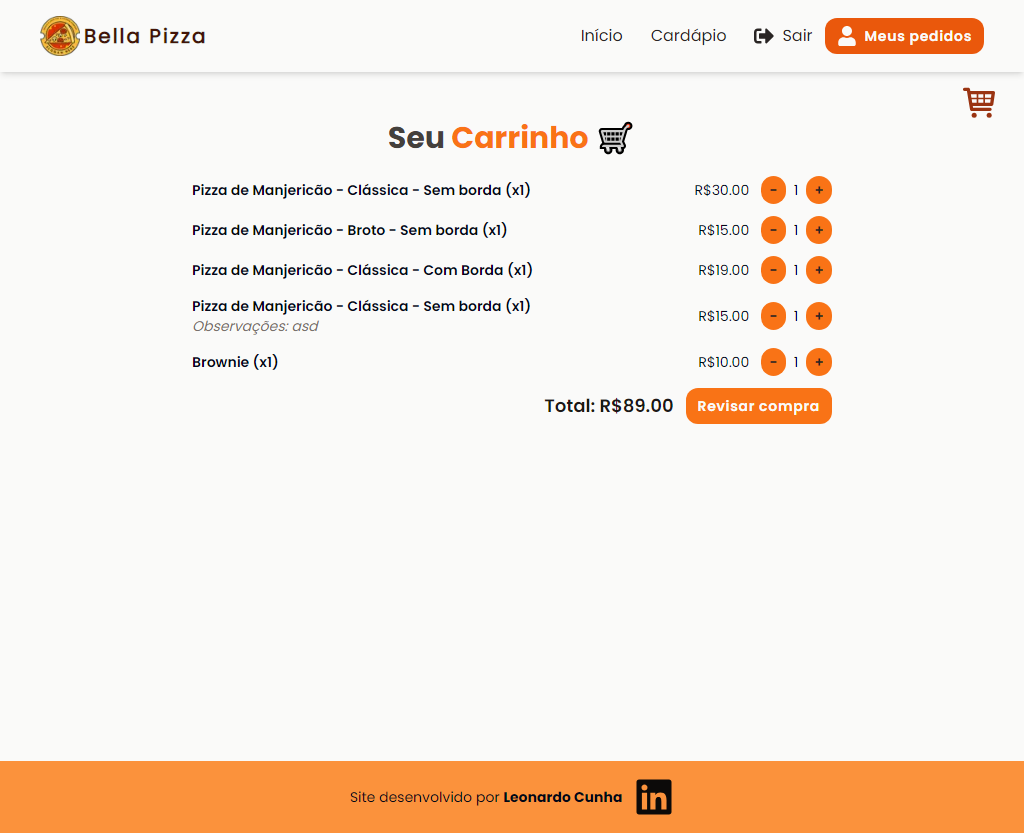 Bella Pizza
Início
Cardápio
Sair
Meus pedidos
Seu Carrinho
Pizza de Manjericão - Clássica - Sem borda (x1) R$30.00 - 1 +
Pizza de Manjericão - Broto - Sem borda (x1) R$15.00 - 1 +
Pizza de Manjericão - Clássica - Com Borda (x1) R$19.00 - 1 +
Pizza de Manjericão - Clássica - Sem borda (x1) R$15.00 - 1 +
Observações: asd
Brownie (x1) R$10.00 - 1 +
Total: R$89.00 Revisar compra
Site desenvolvido por Leonardo Cunha in